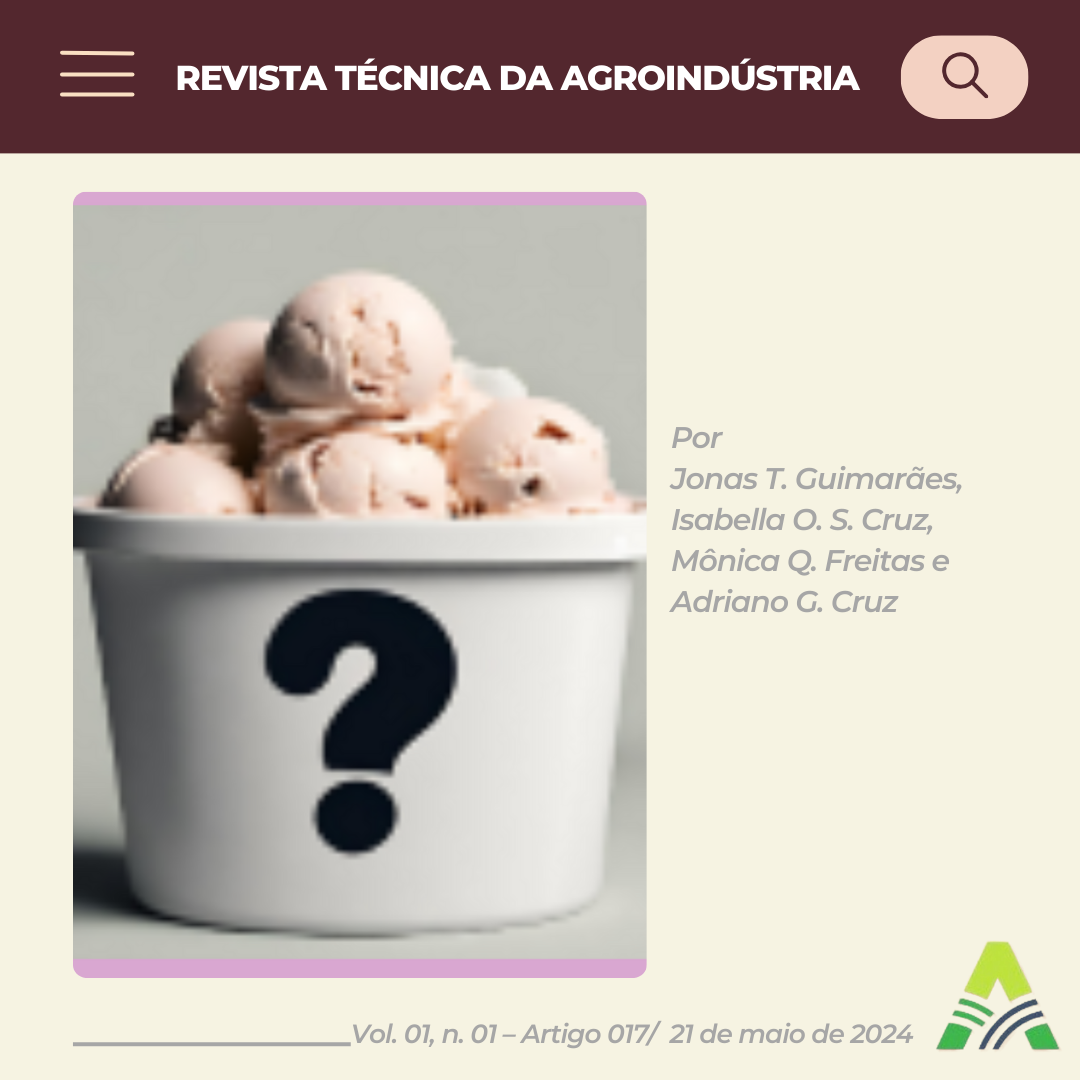 REVISTA TÉCNICA DA AGROINDÚSTRIA
?
Por
Jonas T. Guimarães,
Isabella O. S. Cruz,
Mônica Q. Freitas e
Adriano G. Cruz
Vol. 01, n. 01 – Artigo 017/ 21 de maio de 2024